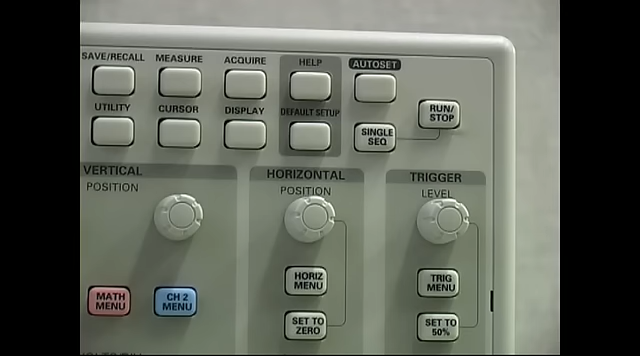 SAVE/RECALL MEASURE ACQUIRE HELP AUTOSET
UTILITY CURSOR DISPLAY DEFAULT SETUP
RUN/
STOP
SINGLE
SEQ
VERTICAL HORIZONTAL TRIGGER
POSITION POSITION LEVEL
HORIZ
MENU
TRIG
MENU
MATH
MENU
CH 2
MENU
SET TO
ZERO
SET TO
50%